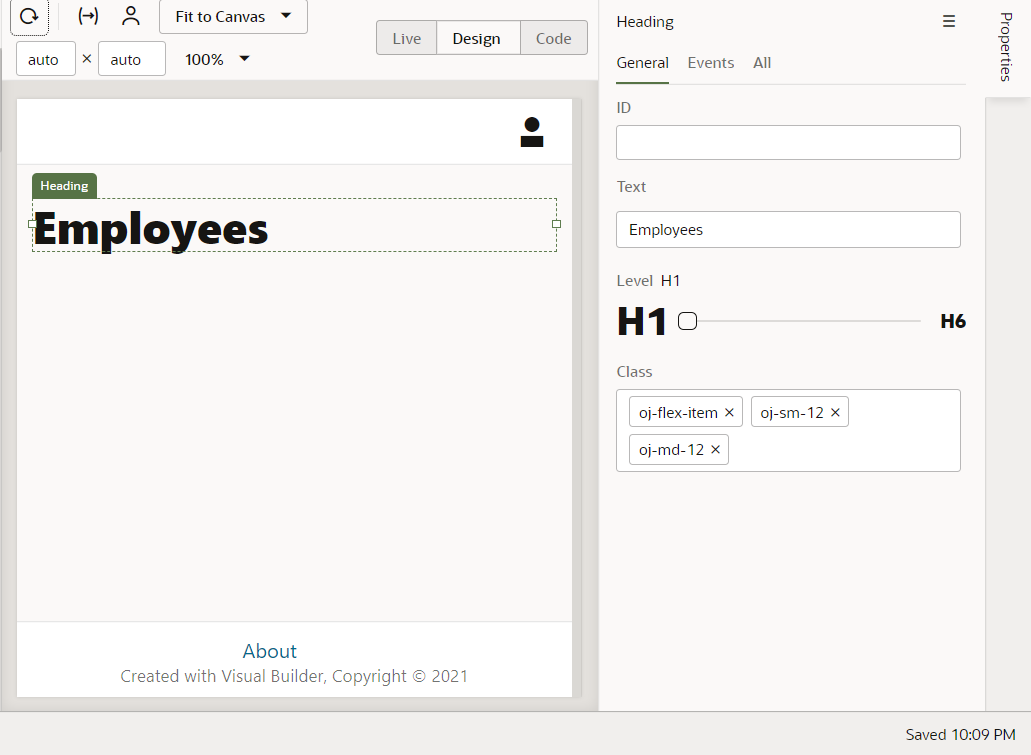 Fit to Canvas
auto × auto 100%
Live Design Code
Heading
Employees
About
Created with Visual Builder, Copyright © 2021
Heading
General Events All
ID
Text
Employees
Level H1
H1 H6
Class
oj-flex-item × oj-sm-12 ×
oj-md-12 ×
Properties
Saved 10:09 PM